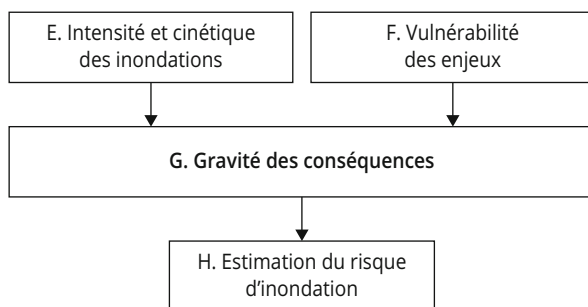 E. Intensité et cinétique
des inondations
F. Vulnérabilité
des enjeux
G. Gravité des conséquences
H. Estimation du risque
d’inondation